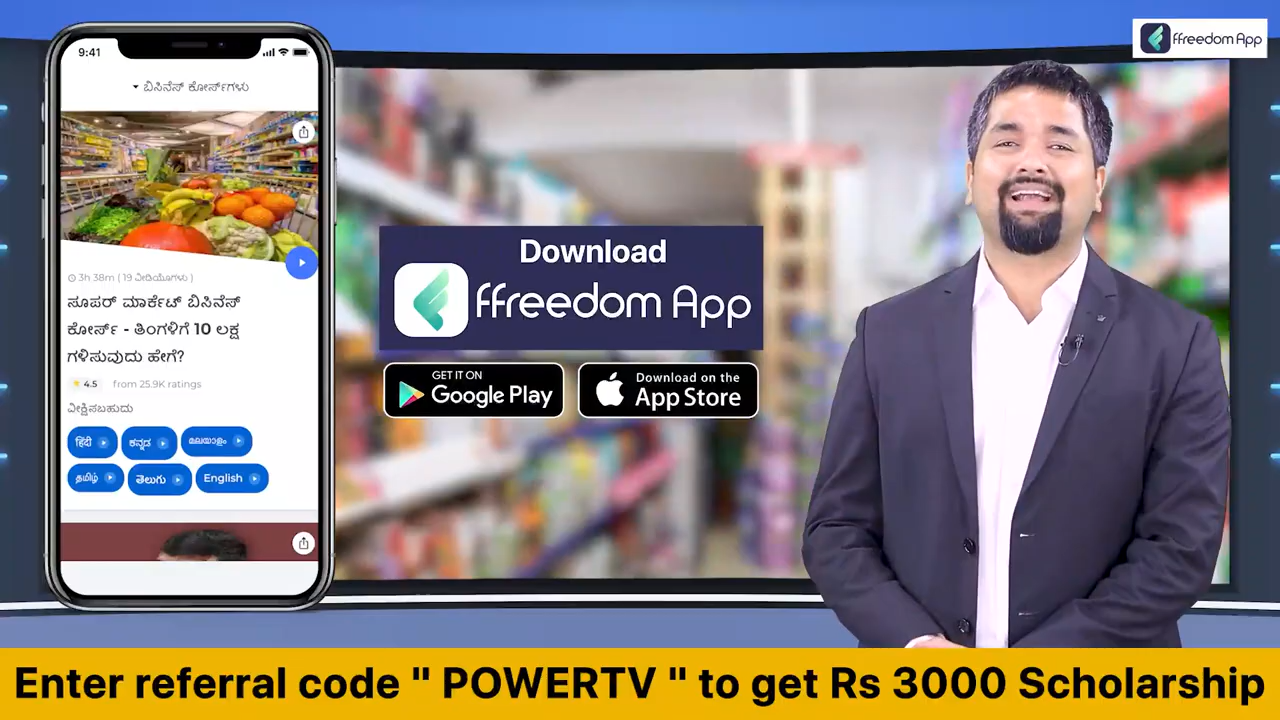 ffreedom App
9:41
ಬಿಸಿನೆಸ್ ಕೋರ್ಸ್‌ಗಳು
3h 38m ( 19 ವೀಡಿಯೊಗಳು )
ಸೂಪರ್ ಮಾರ್ಕೆಟ್ ಬಿಸಿನೆಸ್
ಕೋರ್ಸ್ - ತಿಂಗಳಿಗೆ 10 ಲಕ್ಷ
ಗಳಿಸುವುದು ಹೇಗೆ?
4.5 from 25.9K ratings
ವೀಕ್ಷಿಸಬಹುದು
हिंदी ಕನ್ನಡ മലയാളം
தமிழ் తెలుగు English
Download
ffreedom App
GET IT ON
Google Play
Download on the
App Store
Enter referral code " POWERTV " to get Rs 3000 Scholarship